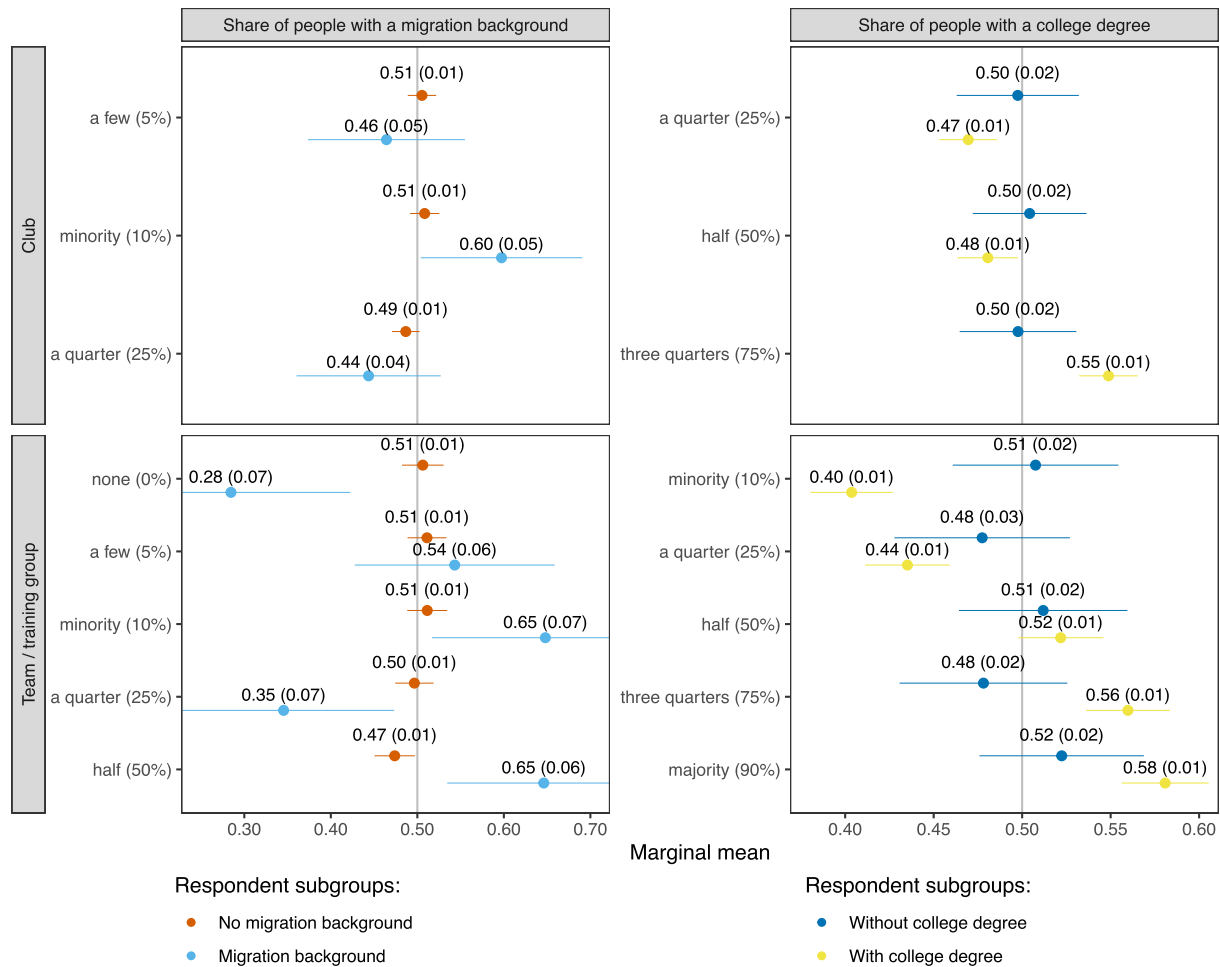 Share of people with a migration background
Share of people with a college degree
Club
a few (5%)
0.51 (0.01)
0.46 (0.05)
minority (10%)
0.51 (0.01)
0.60 (0.05)
a quarter (25%)
0.49 (0.01)
0.44 (0.04)
a quarter (25%)
0.50 (0.02)
0.47 (0.01)
half (50%)
0.50 (0.02)
0.48 (0.01)
three quarters (75%)
0.50 (0.02)
0.55 (0.01)
Team / training group
none (0%)
0.51 (0.01)
0.28 (0.07)
a few (5%)
0.51 (0.01)
0.54 (0.06)
minority (10%)
0.51 (0.01)
0.65 (0.07)
a quarter (25%)
0.50 (0.01)
0.35 (0.07)
half (50%)
0.47 (0.01)
0.65 (0.06)
minority (10%)
0.51 (0.02)
0.40 (0.01)
a quarter (25%)
0.48 (0.03)
0.44 (0.01)
half (50%)
0.51 (0.02)
0.52 (0.01)
three quarters (75%)
0.48 (0.02)
0.56 (0.01)
majority (90%)
0.52 (0.02)
0.58 (0.01)
0.30 0.40 0.50 0.60 0.70
0.40 0.45 0.50 0.55 0.60
Marginal mean
Respondent subgroups:
No migration background
Migration background
Respondent subgroups:
Without college degree
With college degree